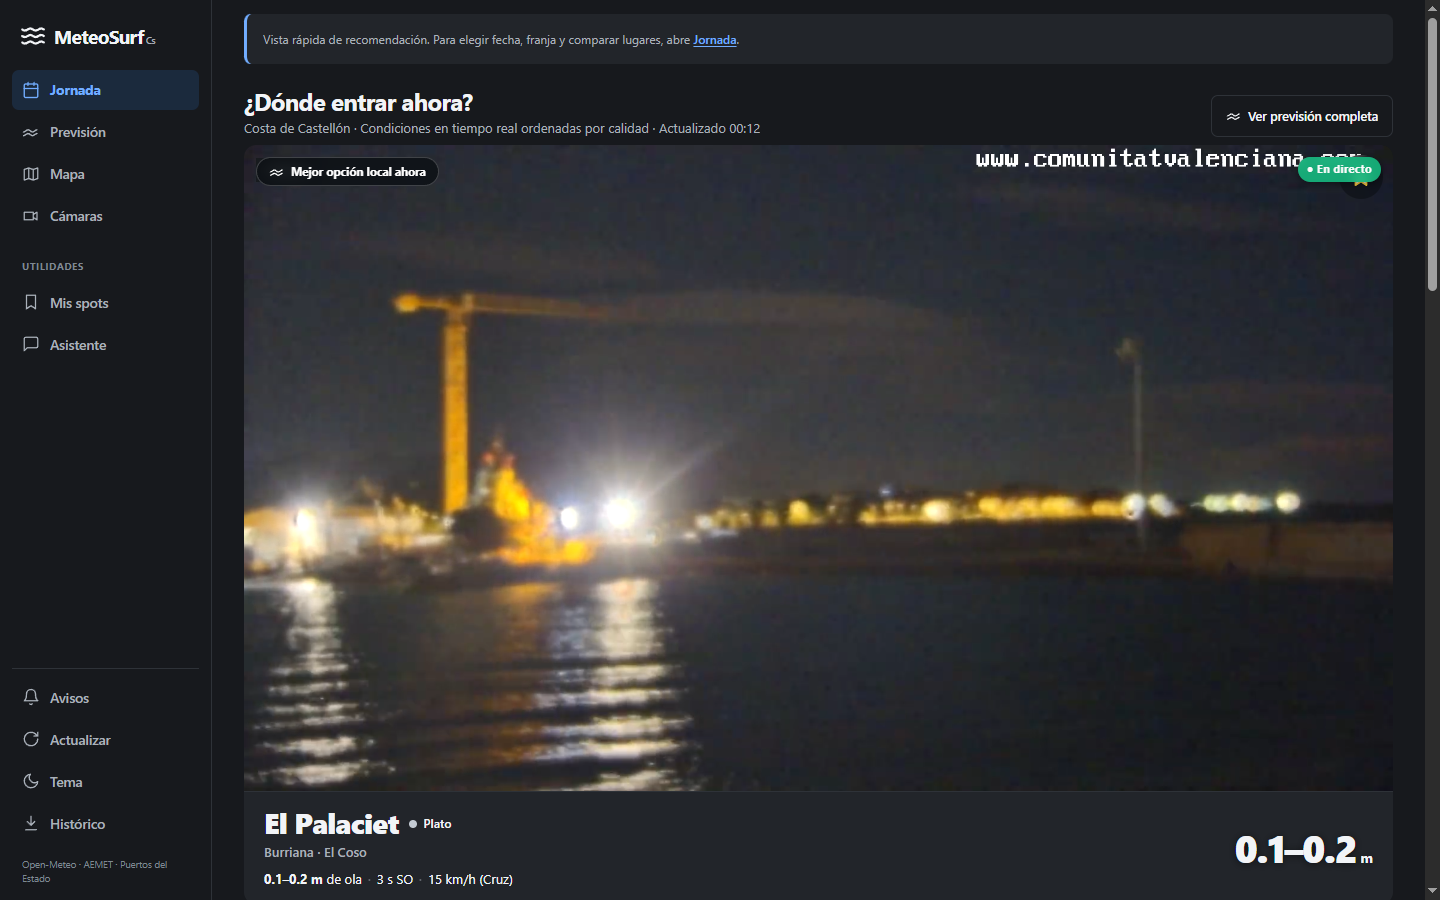 MeteoSurf Cs
Jornada
Previsión
Mapa
Cámaras
UTILIDADES
Mis spots
Asistente
Avisos
Actualizar
Tema
Histórico
Open-Meteo · AEMET · Puertos del
Estado
Vista rápida de recomendación. Para elegir fecha, franja y comparar lugares, abre Jornada.
¿Dónde entrar ahora?
Costa de Castellón · Condiciones en tiempo real ordenadas por calidad · Actualizado 00:12
Ver previsión completa
Mejor opción local ahora
www.comunitatvalenciana.com
En directo
El Palaciet
Plato
Burriana · El Coso
0.1–0.2 m de ola · 3 s SO · 15 km/h (Cruz)
0.1–0.2 m